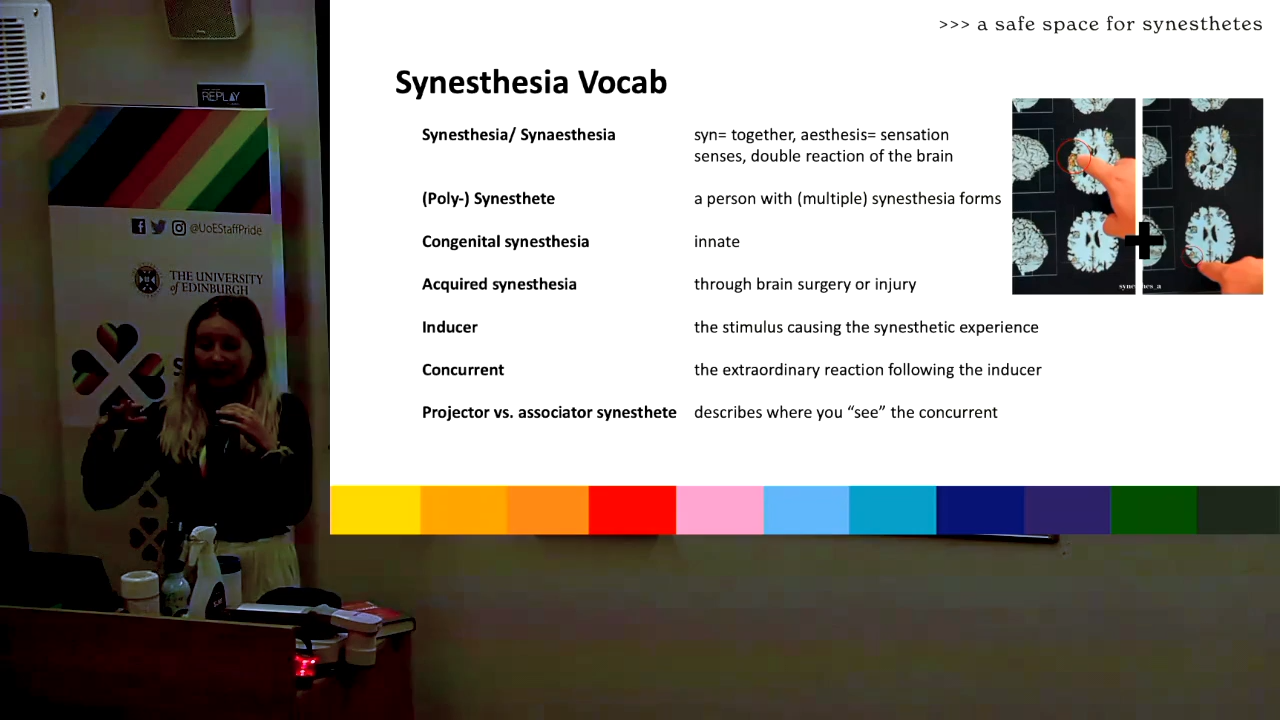 >>> a safe space for synesthetes
Synesthesia Vocab
Synesthesia/ Synaesthesia
syn= together, aesthesis= sensation
senses, double reaction of the brain
(Poly-) Synesthete
a person with (multiple) synesthesia forms
Congenital synesthesia
innate
Acquired synesthesia
through brain surgery or injury
Inducer
the stimulus causing the synesthetic experience
Concurrent
the extraordinary reaction following the inducer
Projector vs. associator synesthete
describes where you “see” the concurrent
REPLAY
@UoEStaffPride
THE UNIVERSITY
of EDINBURGH